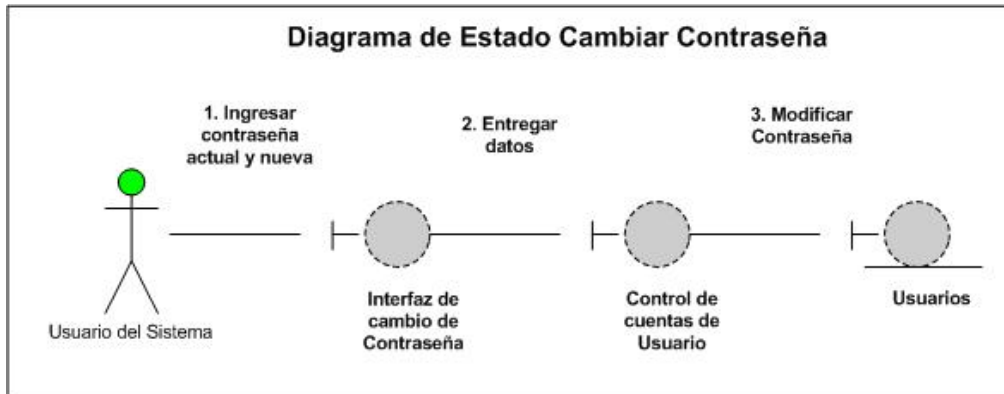 Diagrama de Estado Cambiar Contraseña
1. Ingresar
contraseña
actual y nueva
2. Entregar
datos
3. Modificar
Contraseña
Usuario del Sistema
Interfaz de
cambio de
Contraseña
Control de
cuentas de
Usuario
Usuarios